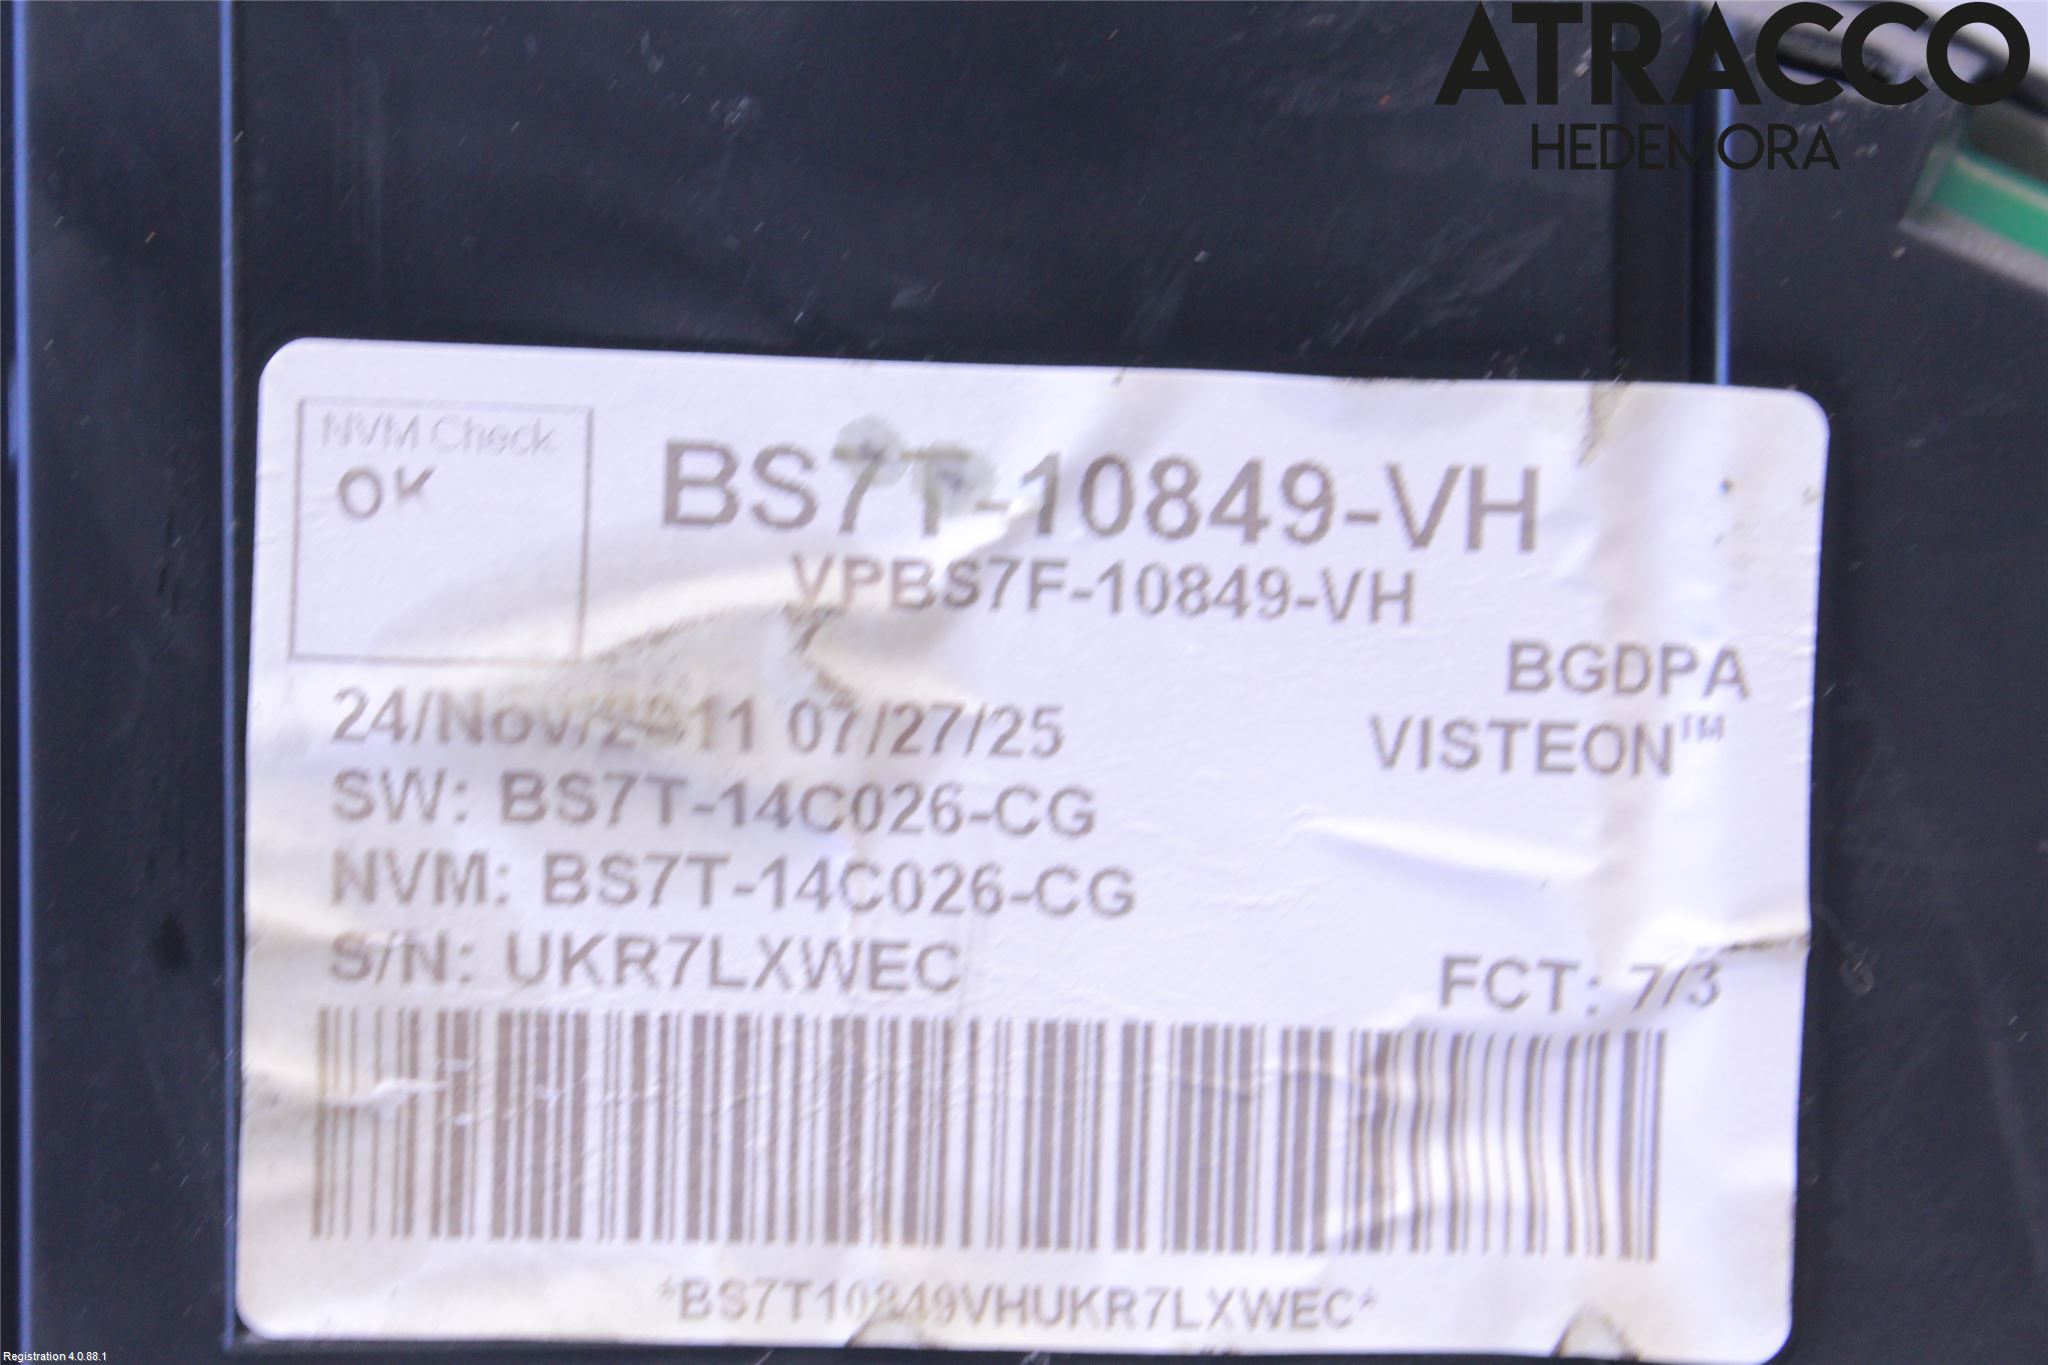 ATRACCO
HEDEMORA
NVM Check
OK
BS7T-10849-VH
VPBS7F-10849-VH
BGDPA
24/Nov/2011 07/27/25
VISTEON™
SW: BS7T-14C026-CG
NVM: BS7T-14C026-CG
S/N: UKR7LXWEC
FCT: 7/3
*BS7T10849VHUKR7LXWEC*
Registration 4.0.88.1